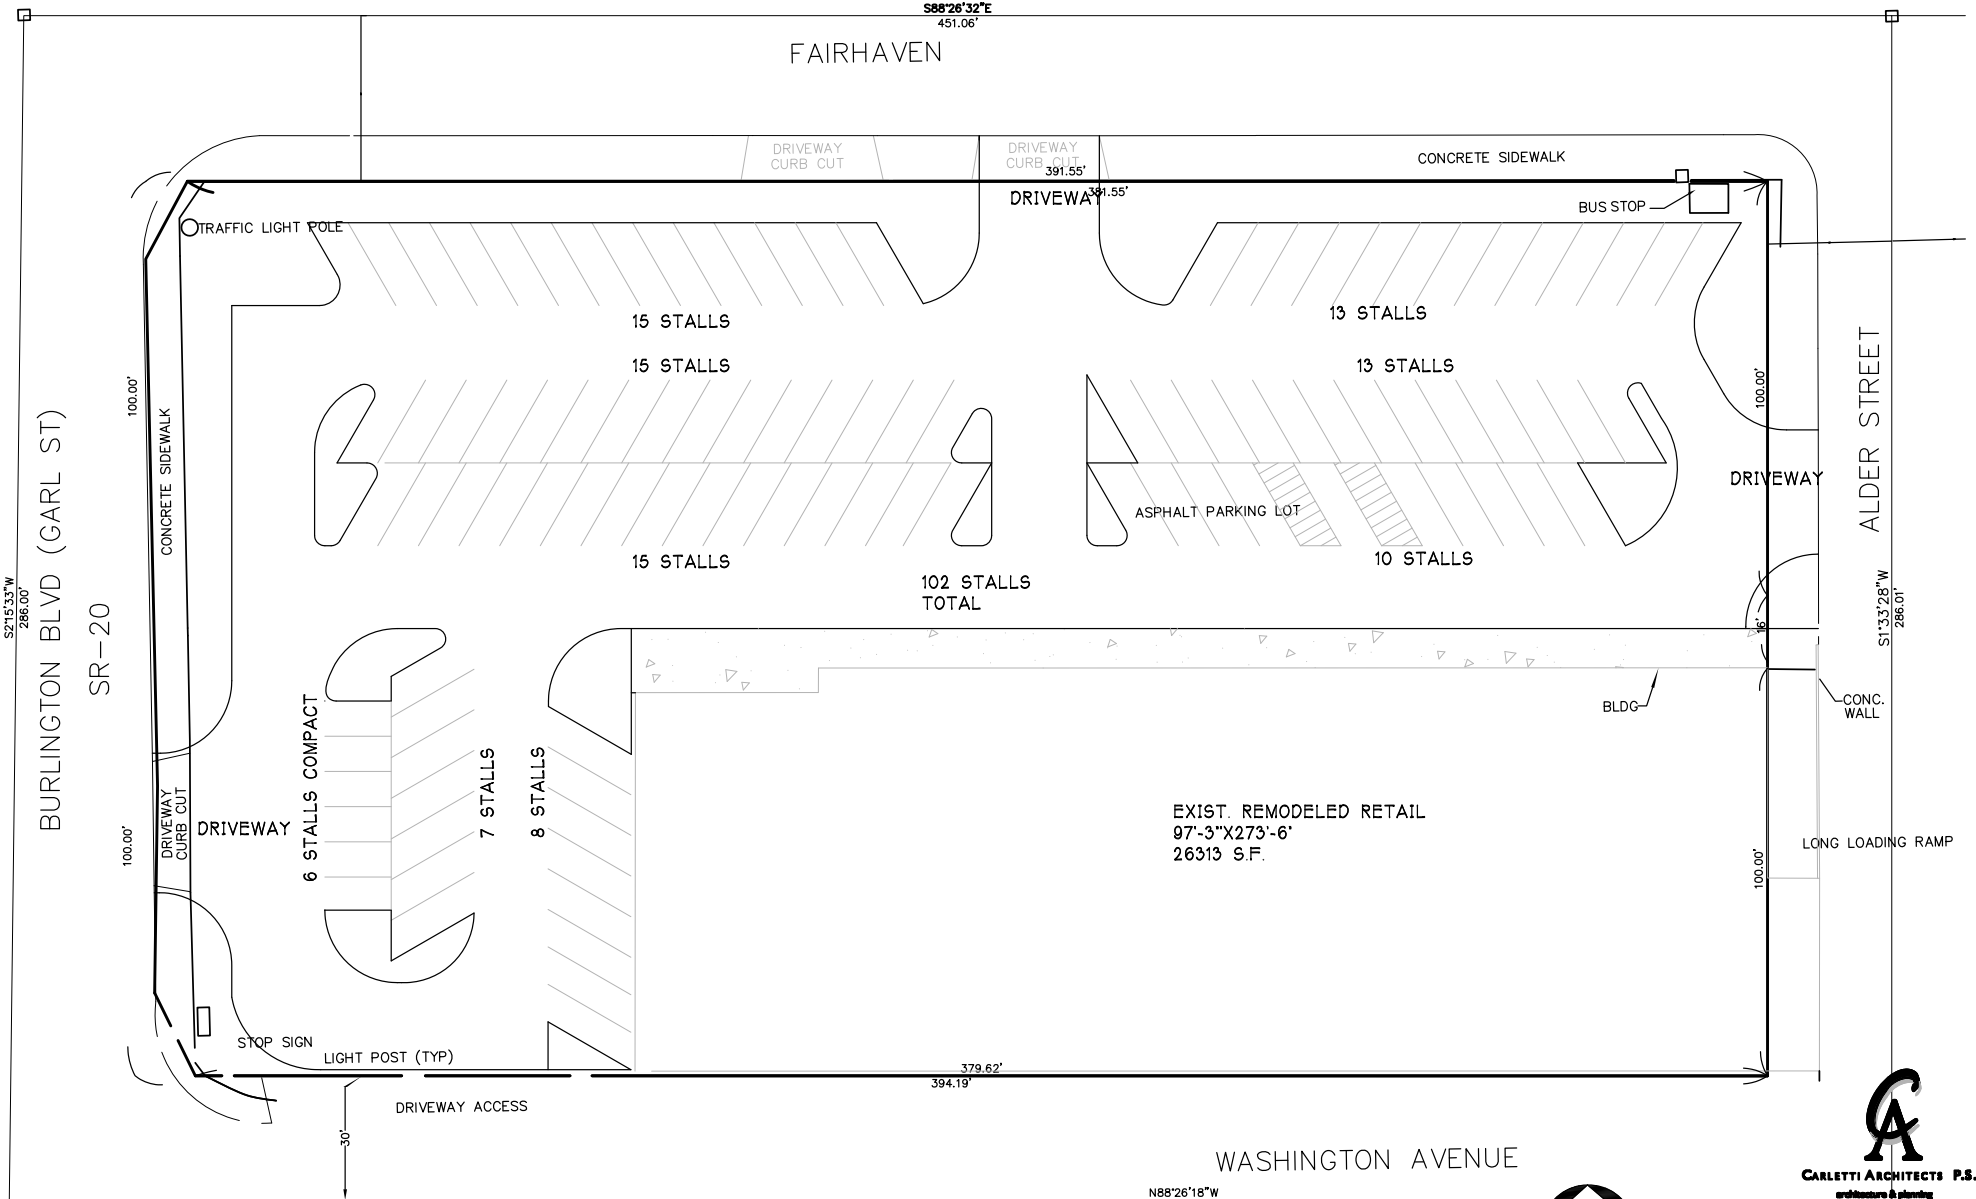 S88°26'32"E
451.06'
FAIRHAVEN
DRIVEWAY
CURB CUT
DRIVEWAY
CURB CUT
391.55'
381.55'
DRIVEWAY
CONCRETE SIDEWALK
BUS STOP
TRAFFIC LIGHT POLE
15 STALLS
13 STALLS
15 STALLS
13 STALLS
100.00'
100.00'
CONCRETE SIDEWALK
ALDER STREET
DRIVEWAY
ASPHALT PARKING LOT
15 STALLS
10 STALLS
102 STALLS
TOTAL
S2°15'33"W
286.00'
BURLINGTON BLVD (GARL ST)
SR-20
S1°33'28"W
286.01'
16'
BLDG
CONC.
WALL
6 STALLS COMPACT
7 STALLS
8 STALLS
DRIVEWAY
CURB CUT
DRIVEWAY
100.00'
EXIST. REMODELED RETAIL
97'-3"X273'-6"
26313 S.F.
100.00'
LONG LOADING RAMP
STOP SIGN
LIGHT POST (TYP)
379.62'
394.19'
DRIVEWAY ACCESS
30'
WASHINGTON AVENUE
N88°26'18"W
CA
CARLETTI ARCHITECTS P.S.
architecture & planning